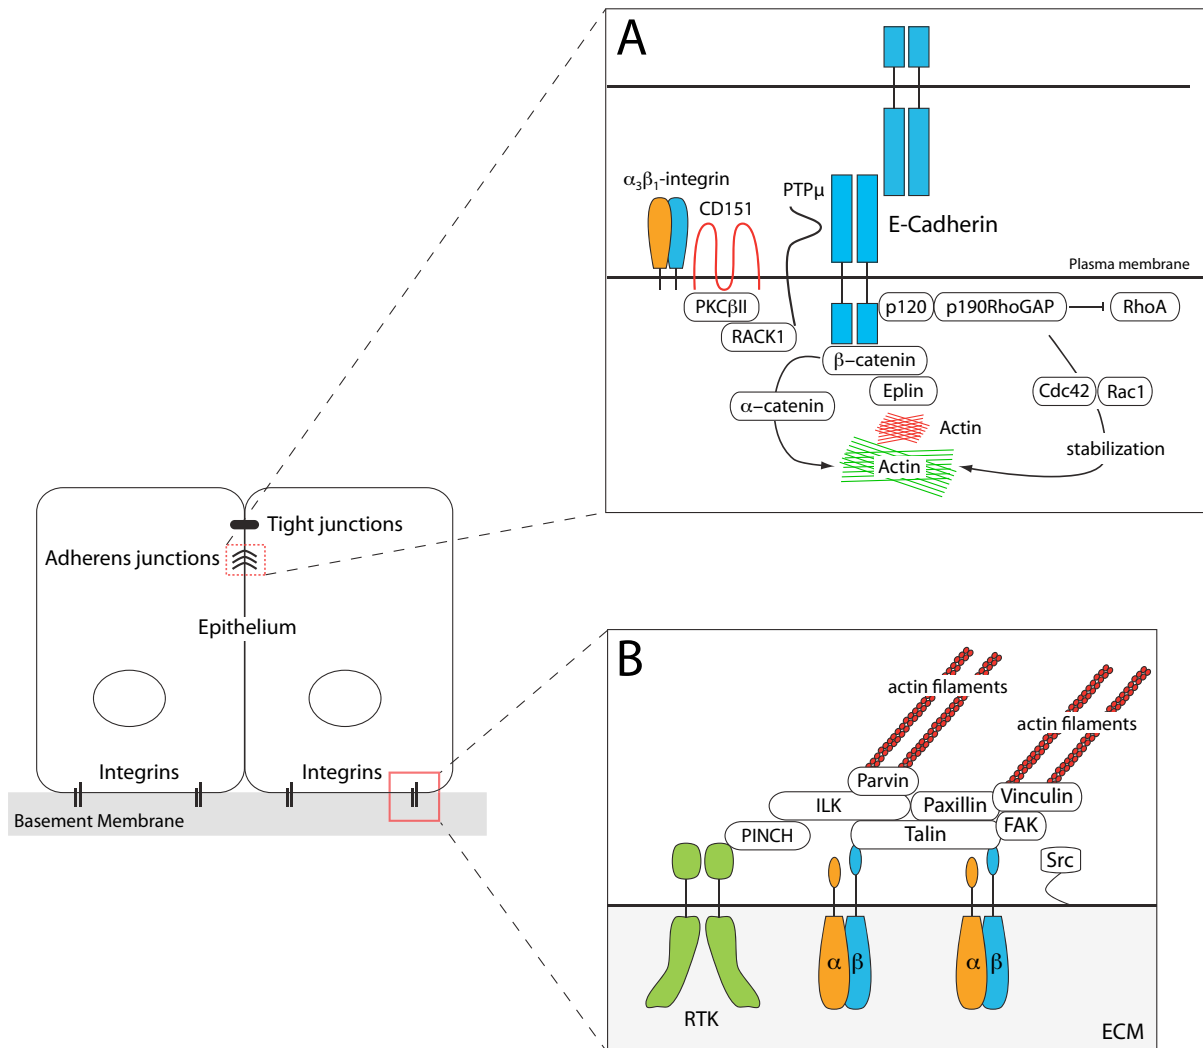 A
α3β1-integrin
CD151
PTPμ
E-Cadherin
Plasma membrane
PKCβII
RACK1
p120
p190RhoGAP
RhoA
β–catenin
Eplin
α–catenin
Cdc42
Rac1
Actin
Actin
stabilization
Tight junctions
Adherens junctions
Epithelium
Integrins
Integrins
Basement Membrane
B
actin filaments
actin filaments
Parvin
ILK
Paxillin
Vinculin
PINCH
Talin
FAK
Src
α
β
α
β
RTK
ECM